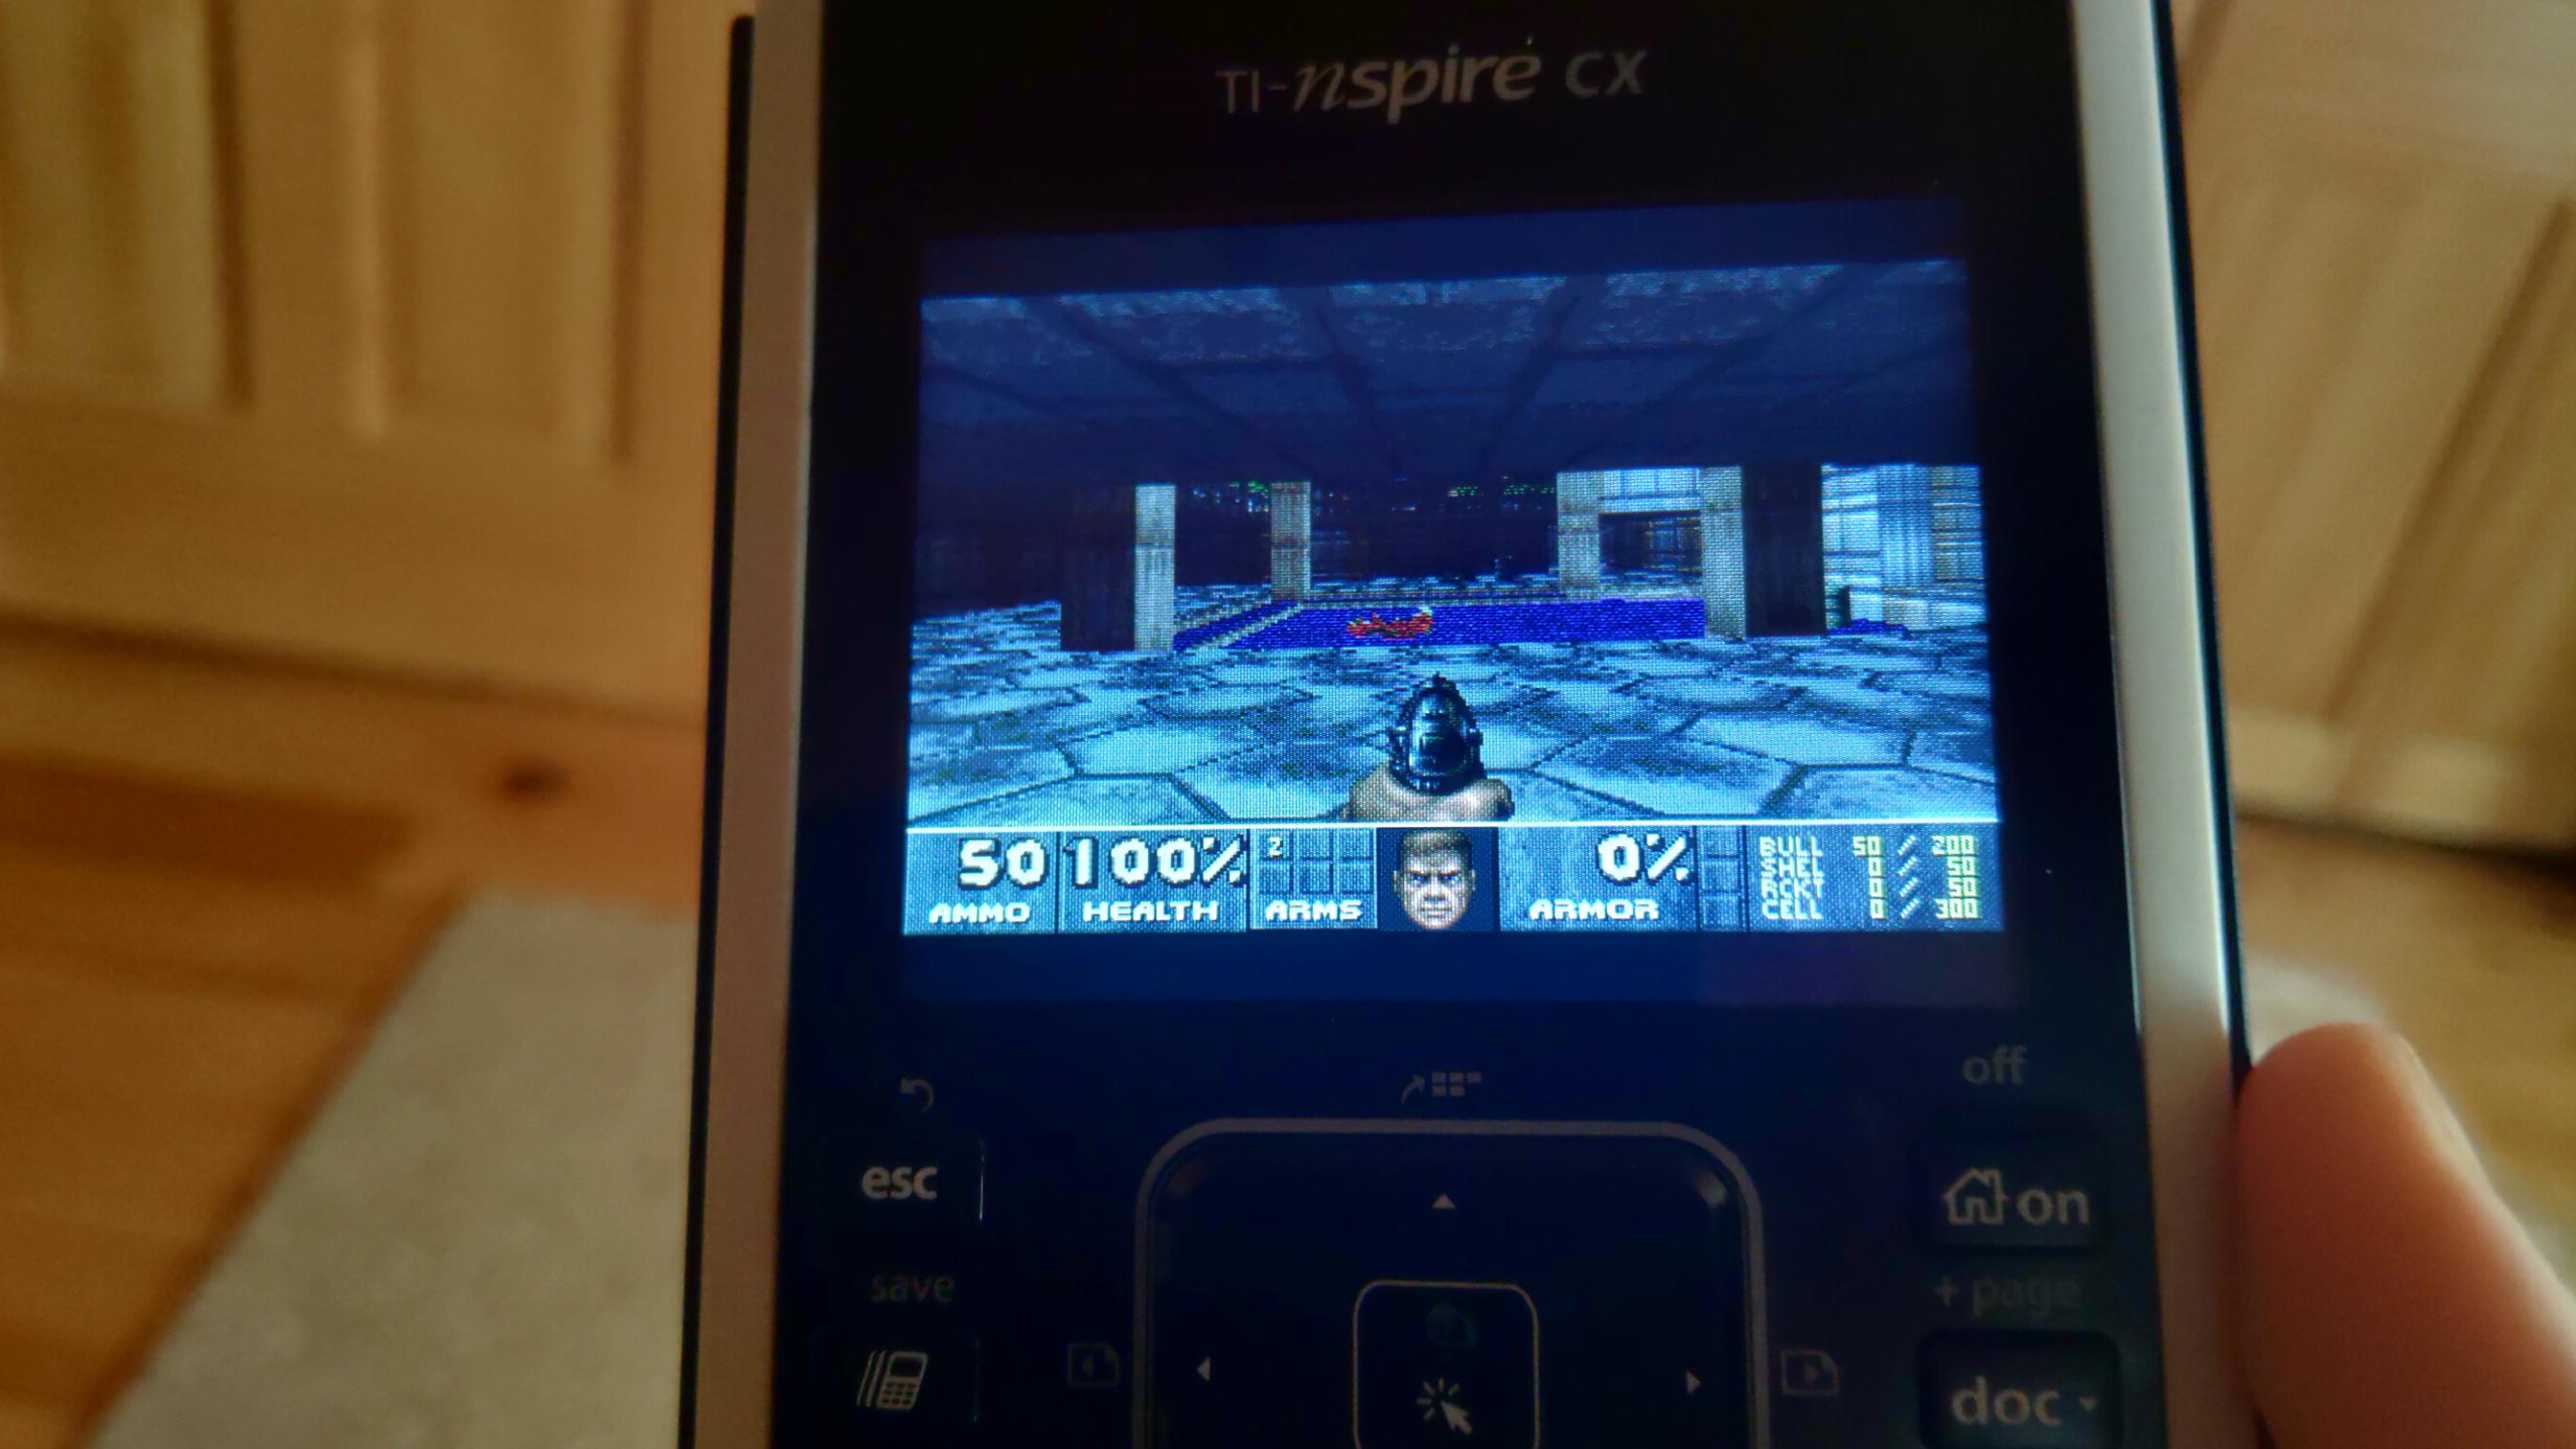 TI-nspire CX
50 100% 2 0%
AMMO HEALTH ARMS ARMOR
BULL 50 / 200
SHEL 0 / 50
RCKT 0 / 50
CELL 0 / 300
off
esc
on
save
+ page
doc